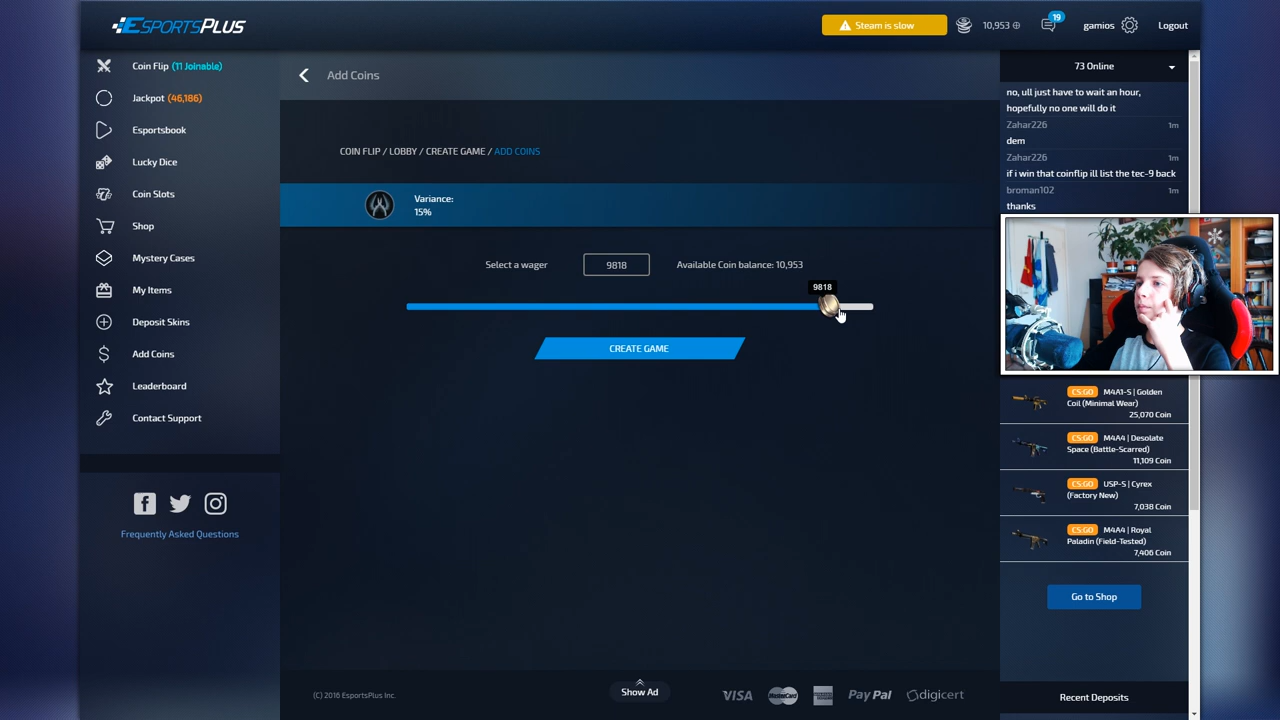 ESPORTSPLUS
Steam is slow
10,953
19
gamios
Logout
Coin Flip (11 Joinable)
Jackpot (46,186)
Esportsbook
Lucky Dice
Coin Slots
Shop
Mystery Cases
My Items
Deposit Skins
Add Coins
Leaderboard
Contact Support
Frequently Asked Questions
Add Coins
COIN FLIP / LOBBY / CREATE GAME / ADD COINS
Variance:
15%
Select a wager
9818
Available Coin balance: 10,953
9818
CREATE GAME
(C) 2016 EsportsPlus Inc.
Show Ad
VISA
MasterCard
PayPal
digicert
73 Online
no, ull just have to wait an hour,
hopefully no one will do it
Zahar226 1m
dem
Zahar226 1m
if i win that coinflip ill list the tec-9 back
broman102 1m
thanks
CS:GO M4A1-S | Golden
Coil (Minimal Wear)
25,070 Coin
CS:GO M4A4 | Desolate
Space (Battle-Scarred)
11,109 Coin
CS:GO USP-S | Cyrex
(Factory New)
7,038 Coin
CS:GO M4A4 | Royal
Paladin (Field-Tested)
7,406 Coin
Go to Shop
Recent Deposits